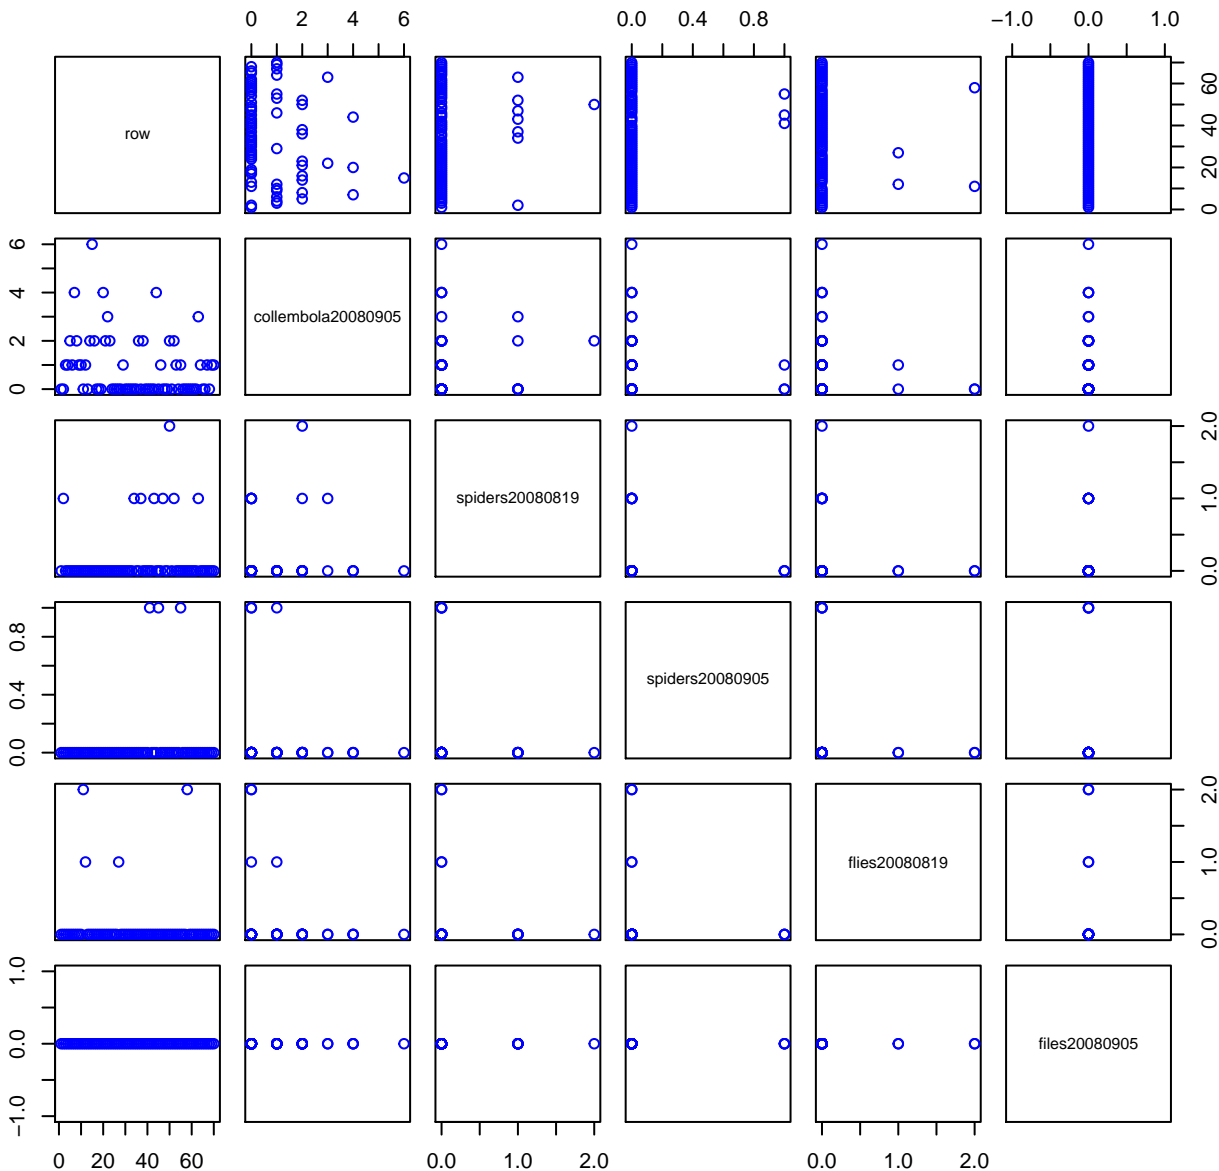 0 2 4 6 0.0 0.4 0.8 -1.0 0.0 1.0
row
0 20 40 60
0 2 4 6
collembola20080905
spiders20080819
0.0 1.0 2.0
0.0 0.4 0.8
spiders20080905
flies20080819
0.0 1.0 2.0
-1.0 0.0 1.0
files20080905
0 20 40 60 0.0 1.0 2.0 0.0 1.0 2.0